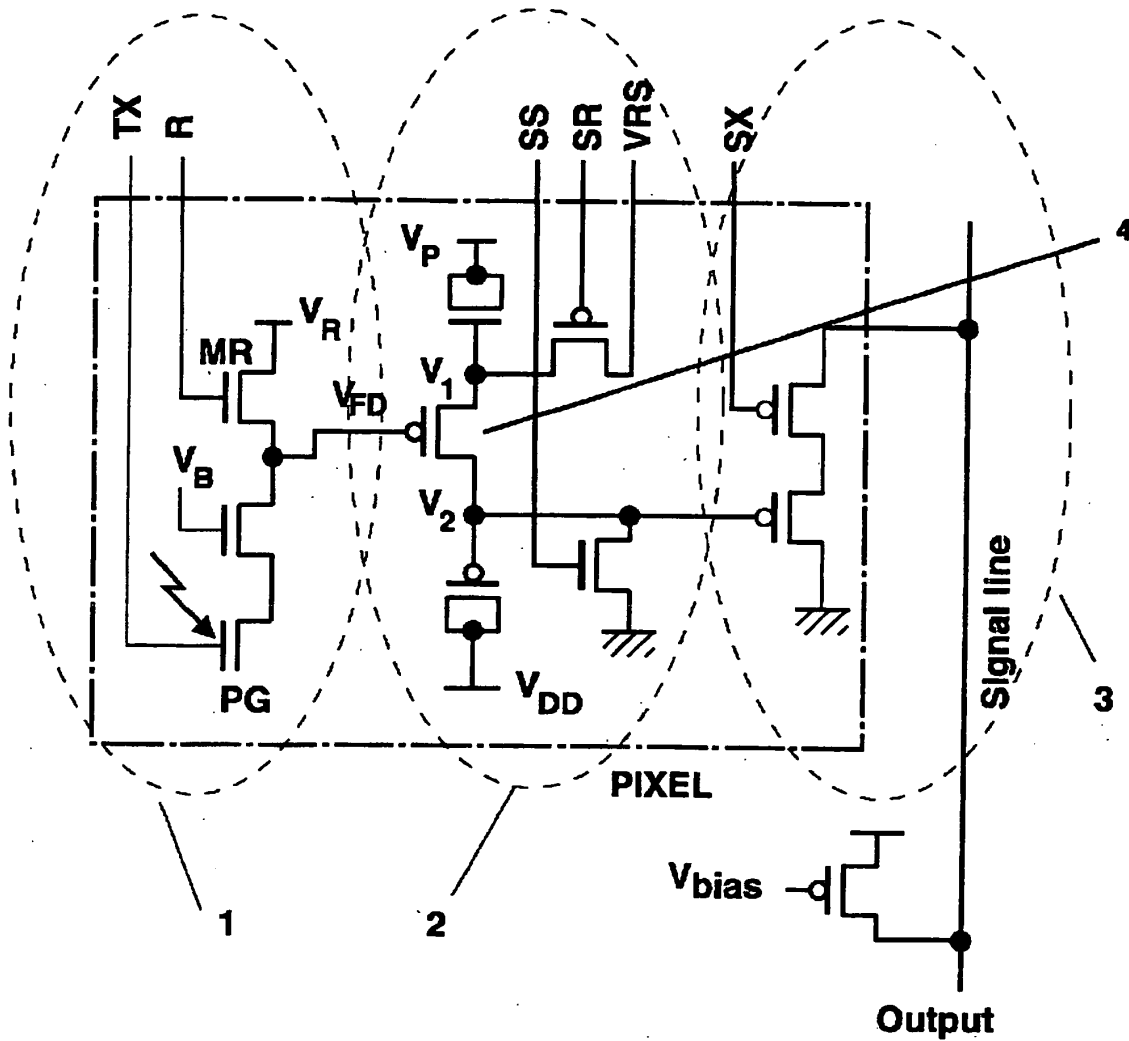 TX
R
SS
SR
VRS
SX
4
VP
VR
MR
V1
VFD
VB
V2
PG
VDD
Signal line
3
PIXEL
Vbias
1
2
Output